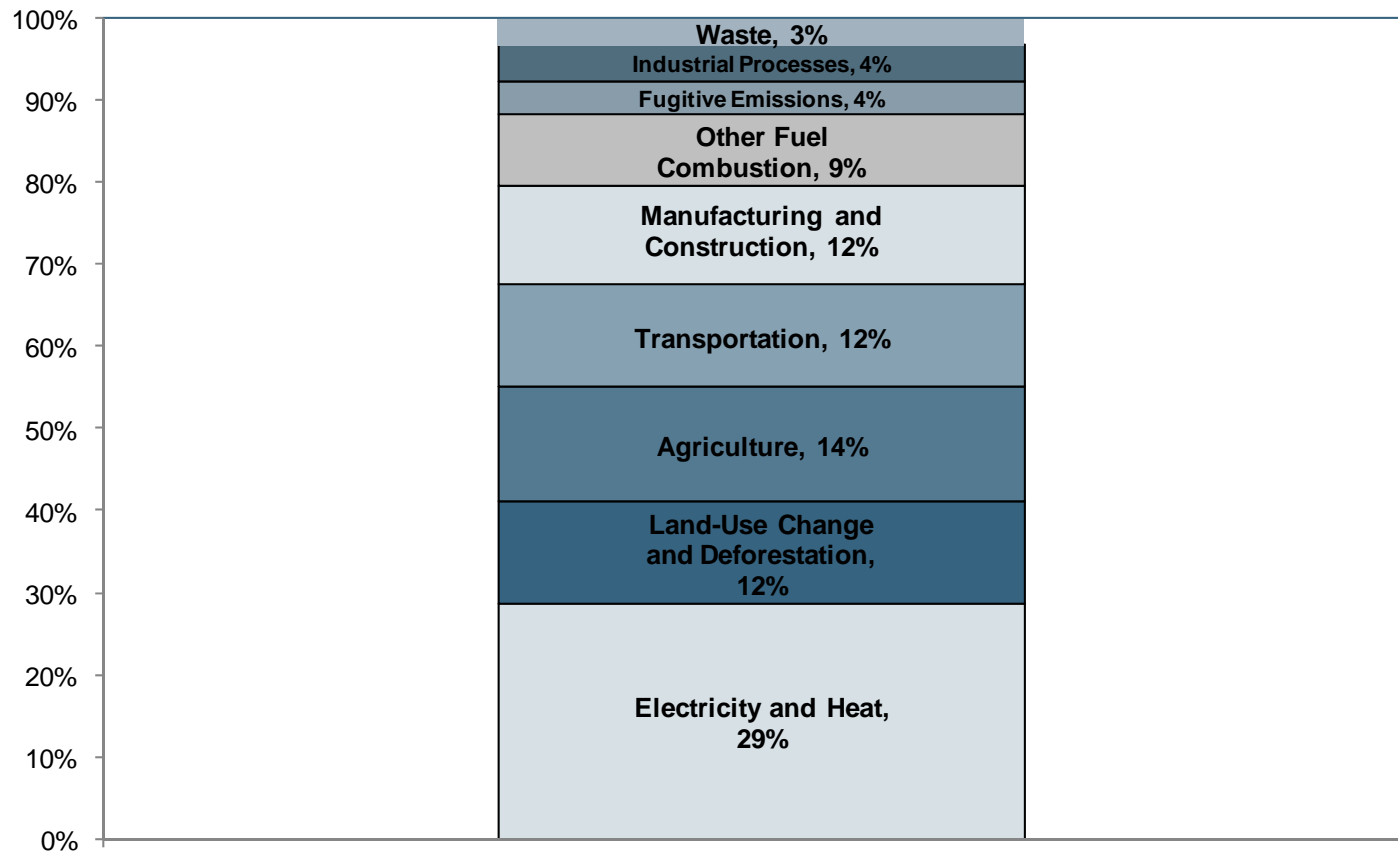 100%
90%
80%
70%
60%
50%
40%
30%
20%
10%
0%
Waste, 3%
Industrial Processes, 4%
Fugitive Emissions, 4%
Other Fuel
Combustion, 9%
Manufacturing and
Construction, 12%
Transportation, 12%
Agriculture, 14%
Land-Use Change
and Deforestation,
12%
Electricity and Heat,
29%